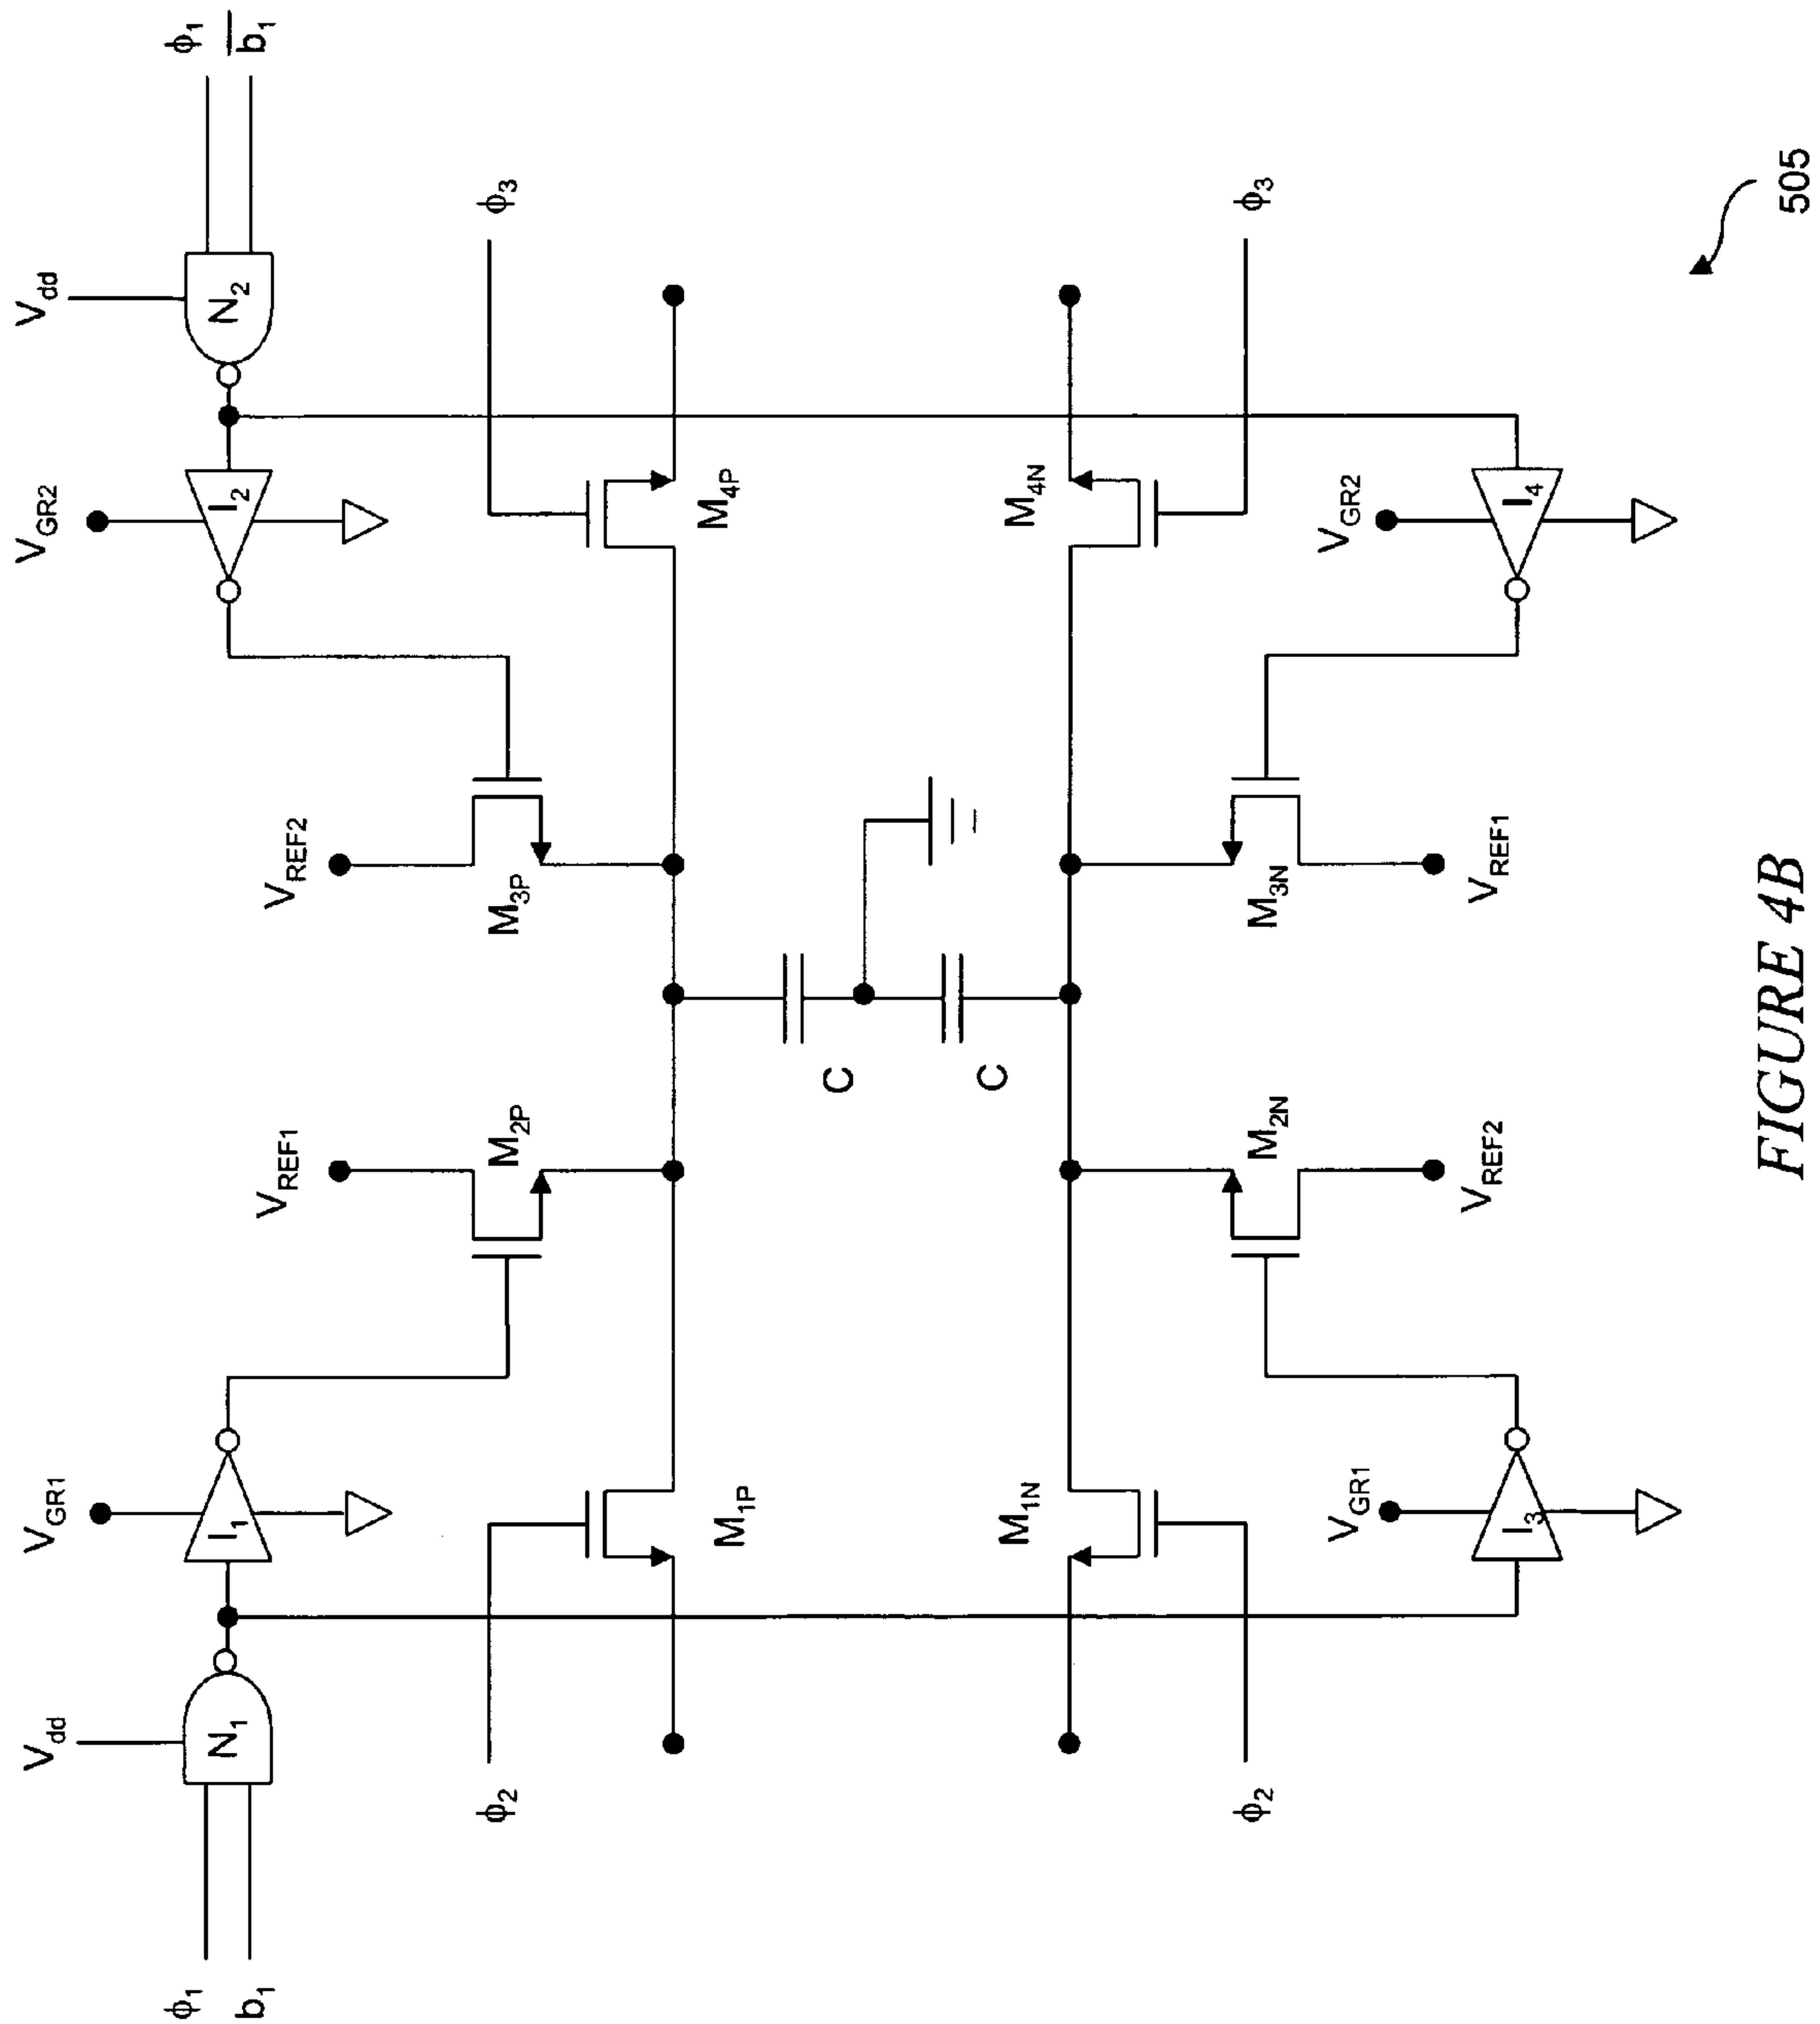 ϕ1
b1
Vdd
N1
VGR1
I1
VREF1
M2P
VREF2
M3P
VGR2
I2
Vdd
N2
ϕ1
b̅1
ϕ2
M1P
M4P
ϕ3
C
C
ϕ2
M1N
M4N
ϕ3
VGR1
I3
M2N
VREF2
M3N
VREF1
VGR2
I4
505
FIGURE 4B